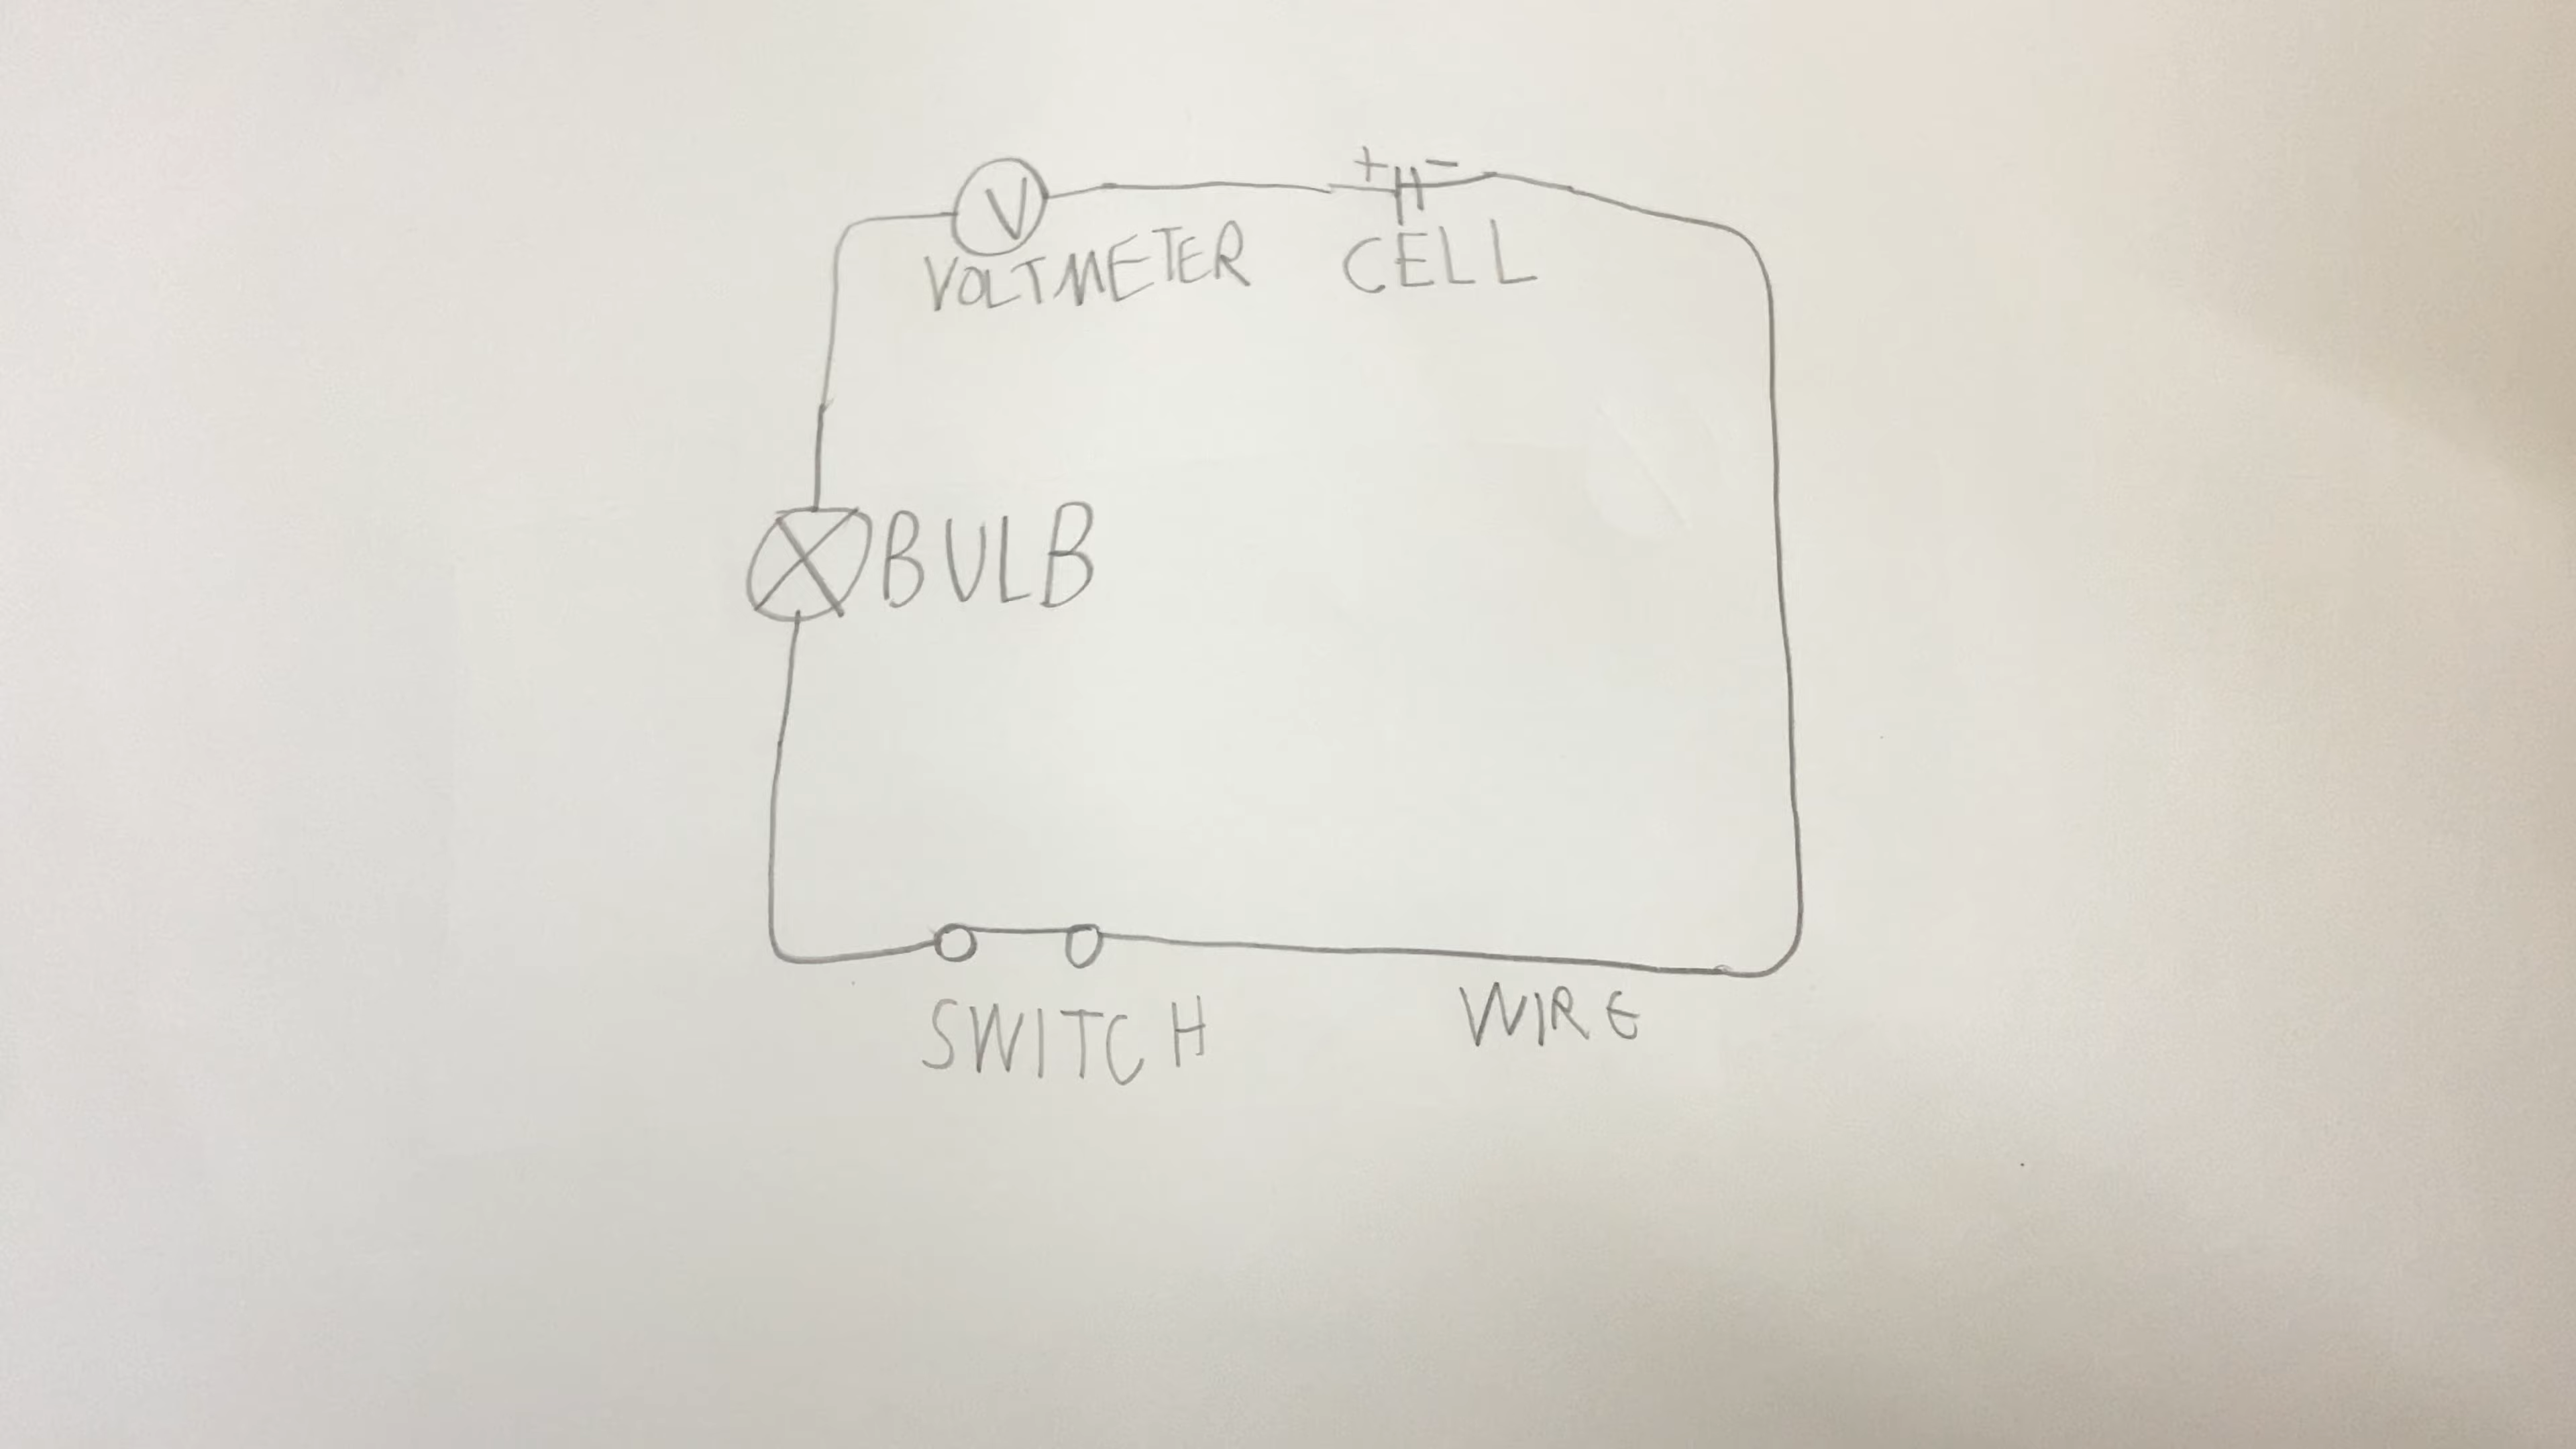 V
+ -
VOLTMETER
CELL
BULB
SWITCH
WIRE